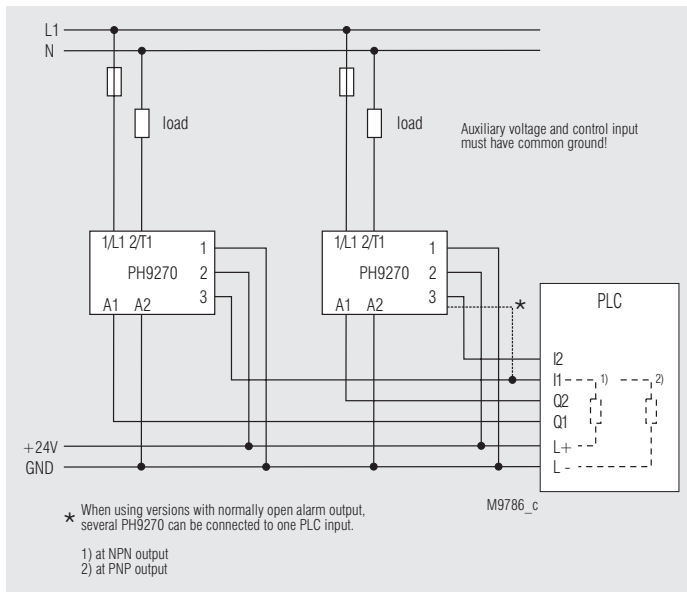 L1
N
load
load
Auxiliary voltage and control input
must have common ground!
1/L1 2/T1
1
PH9270
2
3
A1 A2
1/L1 2/T1
1
PH9270
2
3
A1 A2
*
PLC
I2
I1
1)
2)
Q2
Q1
L+
L -
+24V
GND
M9786_c
* When using versions with normally open alarm output,
several PH9270 can be connected to one PLC input.
1) at NPN output
2) at PNP output